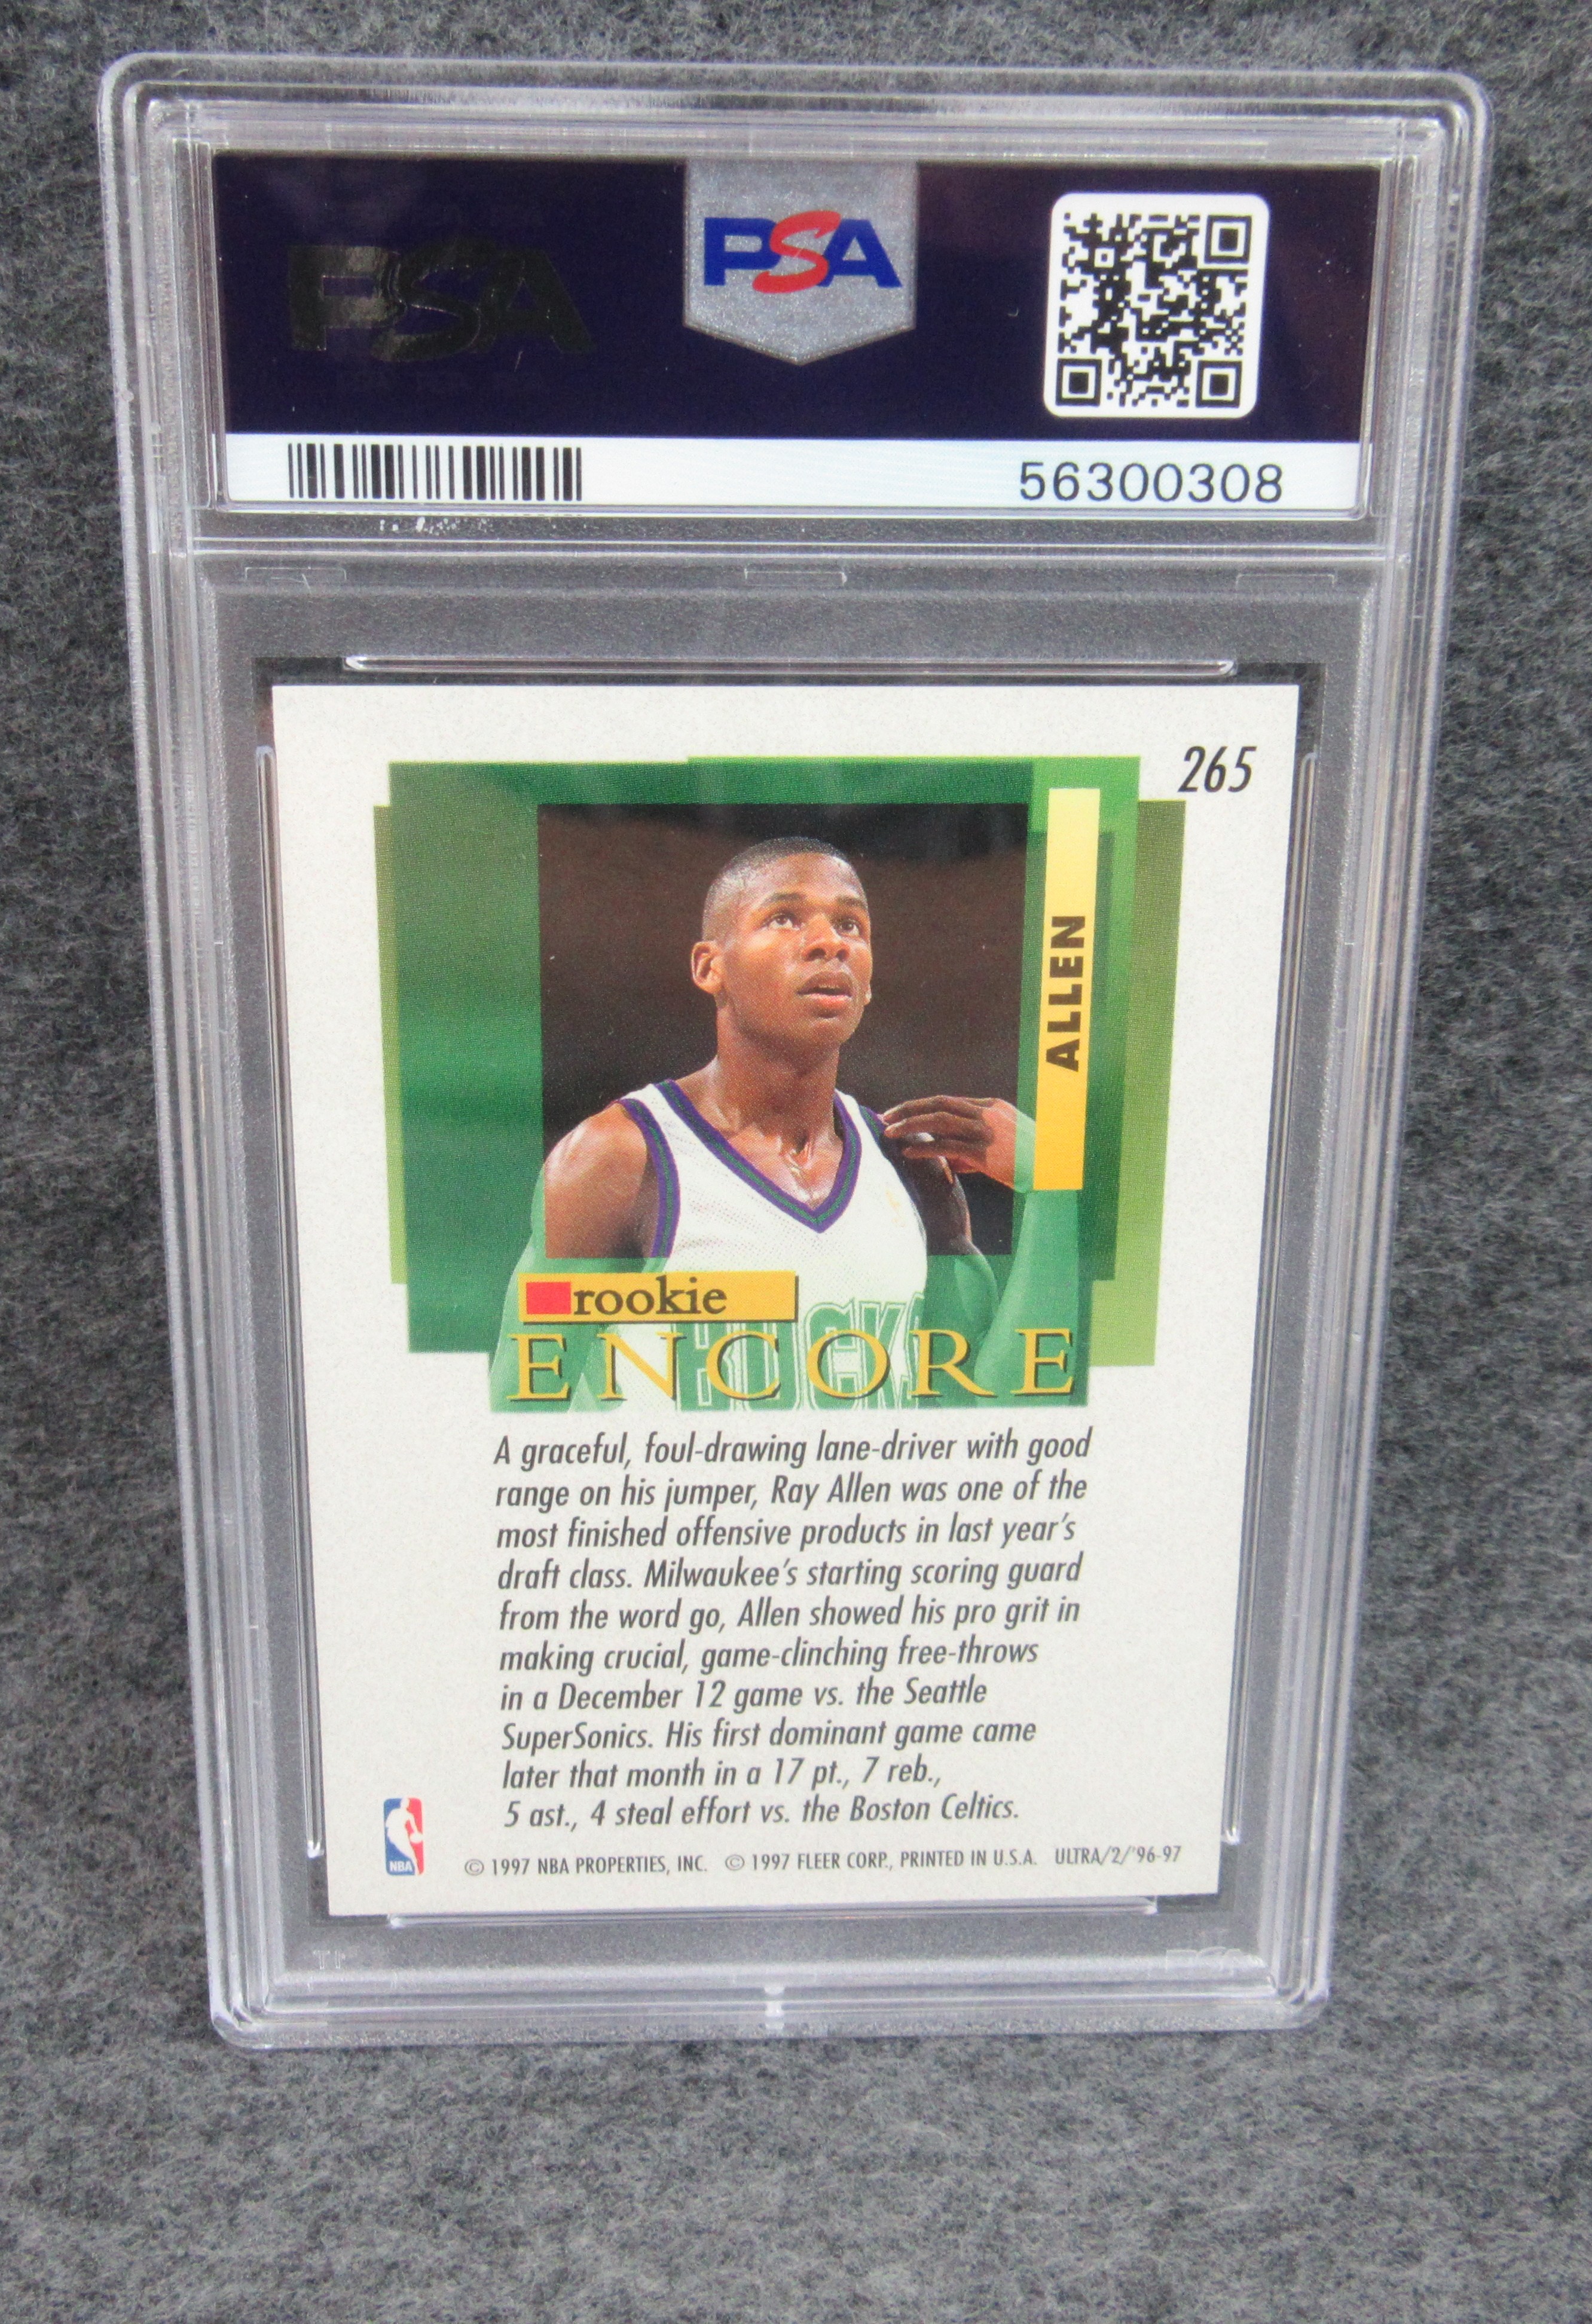 PSA
PSA
56300308
265
ALLEN
rookie
BUCKS
ENCORE
A graceful, foul-drawing lane-driver with good
range on his jumper, Ray Allen was one of the
most finished offensive products in last year's
draft class. Milwaukee's starting scoring guard
from the word go, Allen showed his pro grit in
making crucial, game-clinching free-throws
in a December 12 game vs. the Seattle
SuperSonics. His first dominant game came
later that month in a 17 pt., 7 reb.,
5 ast., 4 steal effort vs. the Boston Celtics.
NBA
© 1997 NBA PROPERTIES, INC. © 1997 FLEER CORP., PRINTED IN U.S.A. ULTRA/2/'96-97